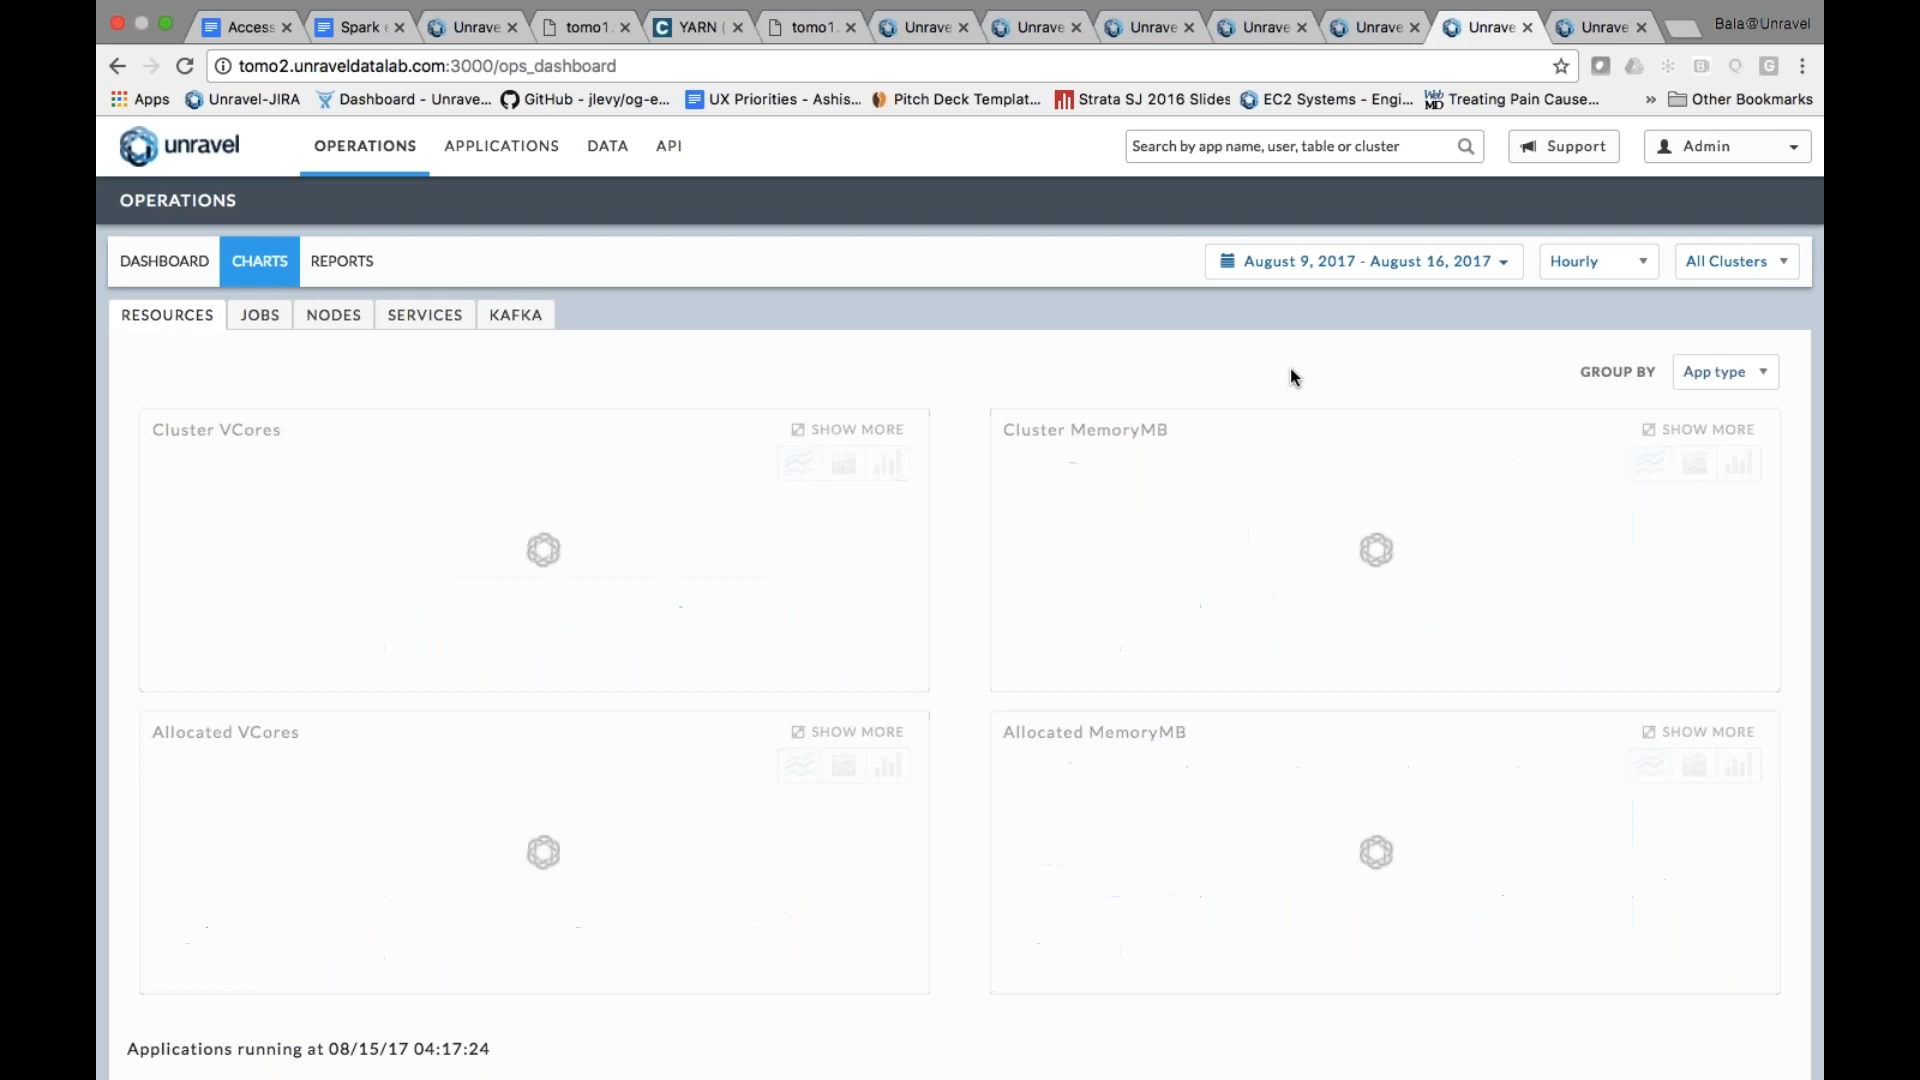 Access Spark Unrave tomo1. YARN ( tomo1. Unrave Unrave Unrave Unrave Unrave Unrave Unrave Bala@Unravel
tomo2.unraveldatalab.com:3000/ops_dashboard
Apps Unravel-JIRA Dashboard - Unrave... GitHub - jlevy/og-e... UX Priorities - Ashis... Pitch Deck Templat... Strata SJ 2016 Slides EC2 Systems - Engi... Web MD Treating Pain Cause... » Other Bookmarks
unravel OPERATIONS APPLICATIONS DATA API Search by app name, user, table or cluster Support Admin
OPERATIONS
DASHBOARD CHARTS REPORTS August 9, 2017 - August 16, 2017 Hourly All Clusters
RESOURCES JOBS NODES SERVICES KAFKA
GROUP BY App type
Cluster VCores SHOW MORE Cluster MemoryMB SHOW MORE
Allocated VCores SHOW MORE Allocated MemoryMB SHOW MORE
Applications running at 08/15/17 04:17:24